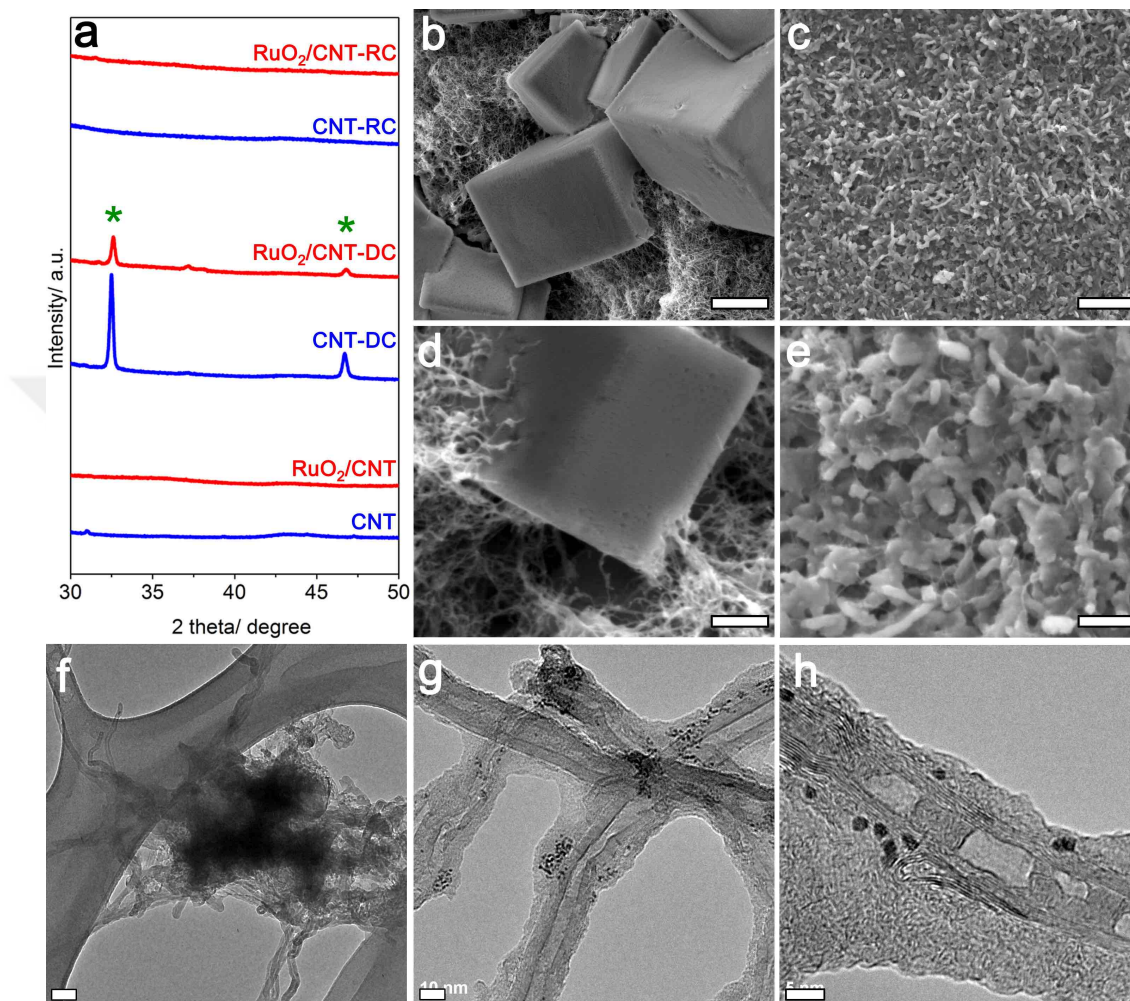 a
RuO₂/CNT-RC
CNT-RC
*
*
RuO₂/CNT-DC
CNT-DC
RuO₂/CNT
CNT
Intensity/ a.u.
30 35 40 45 50
2 theta/ degree
b
c
d
e
f
g
10 nm
h
5 nm